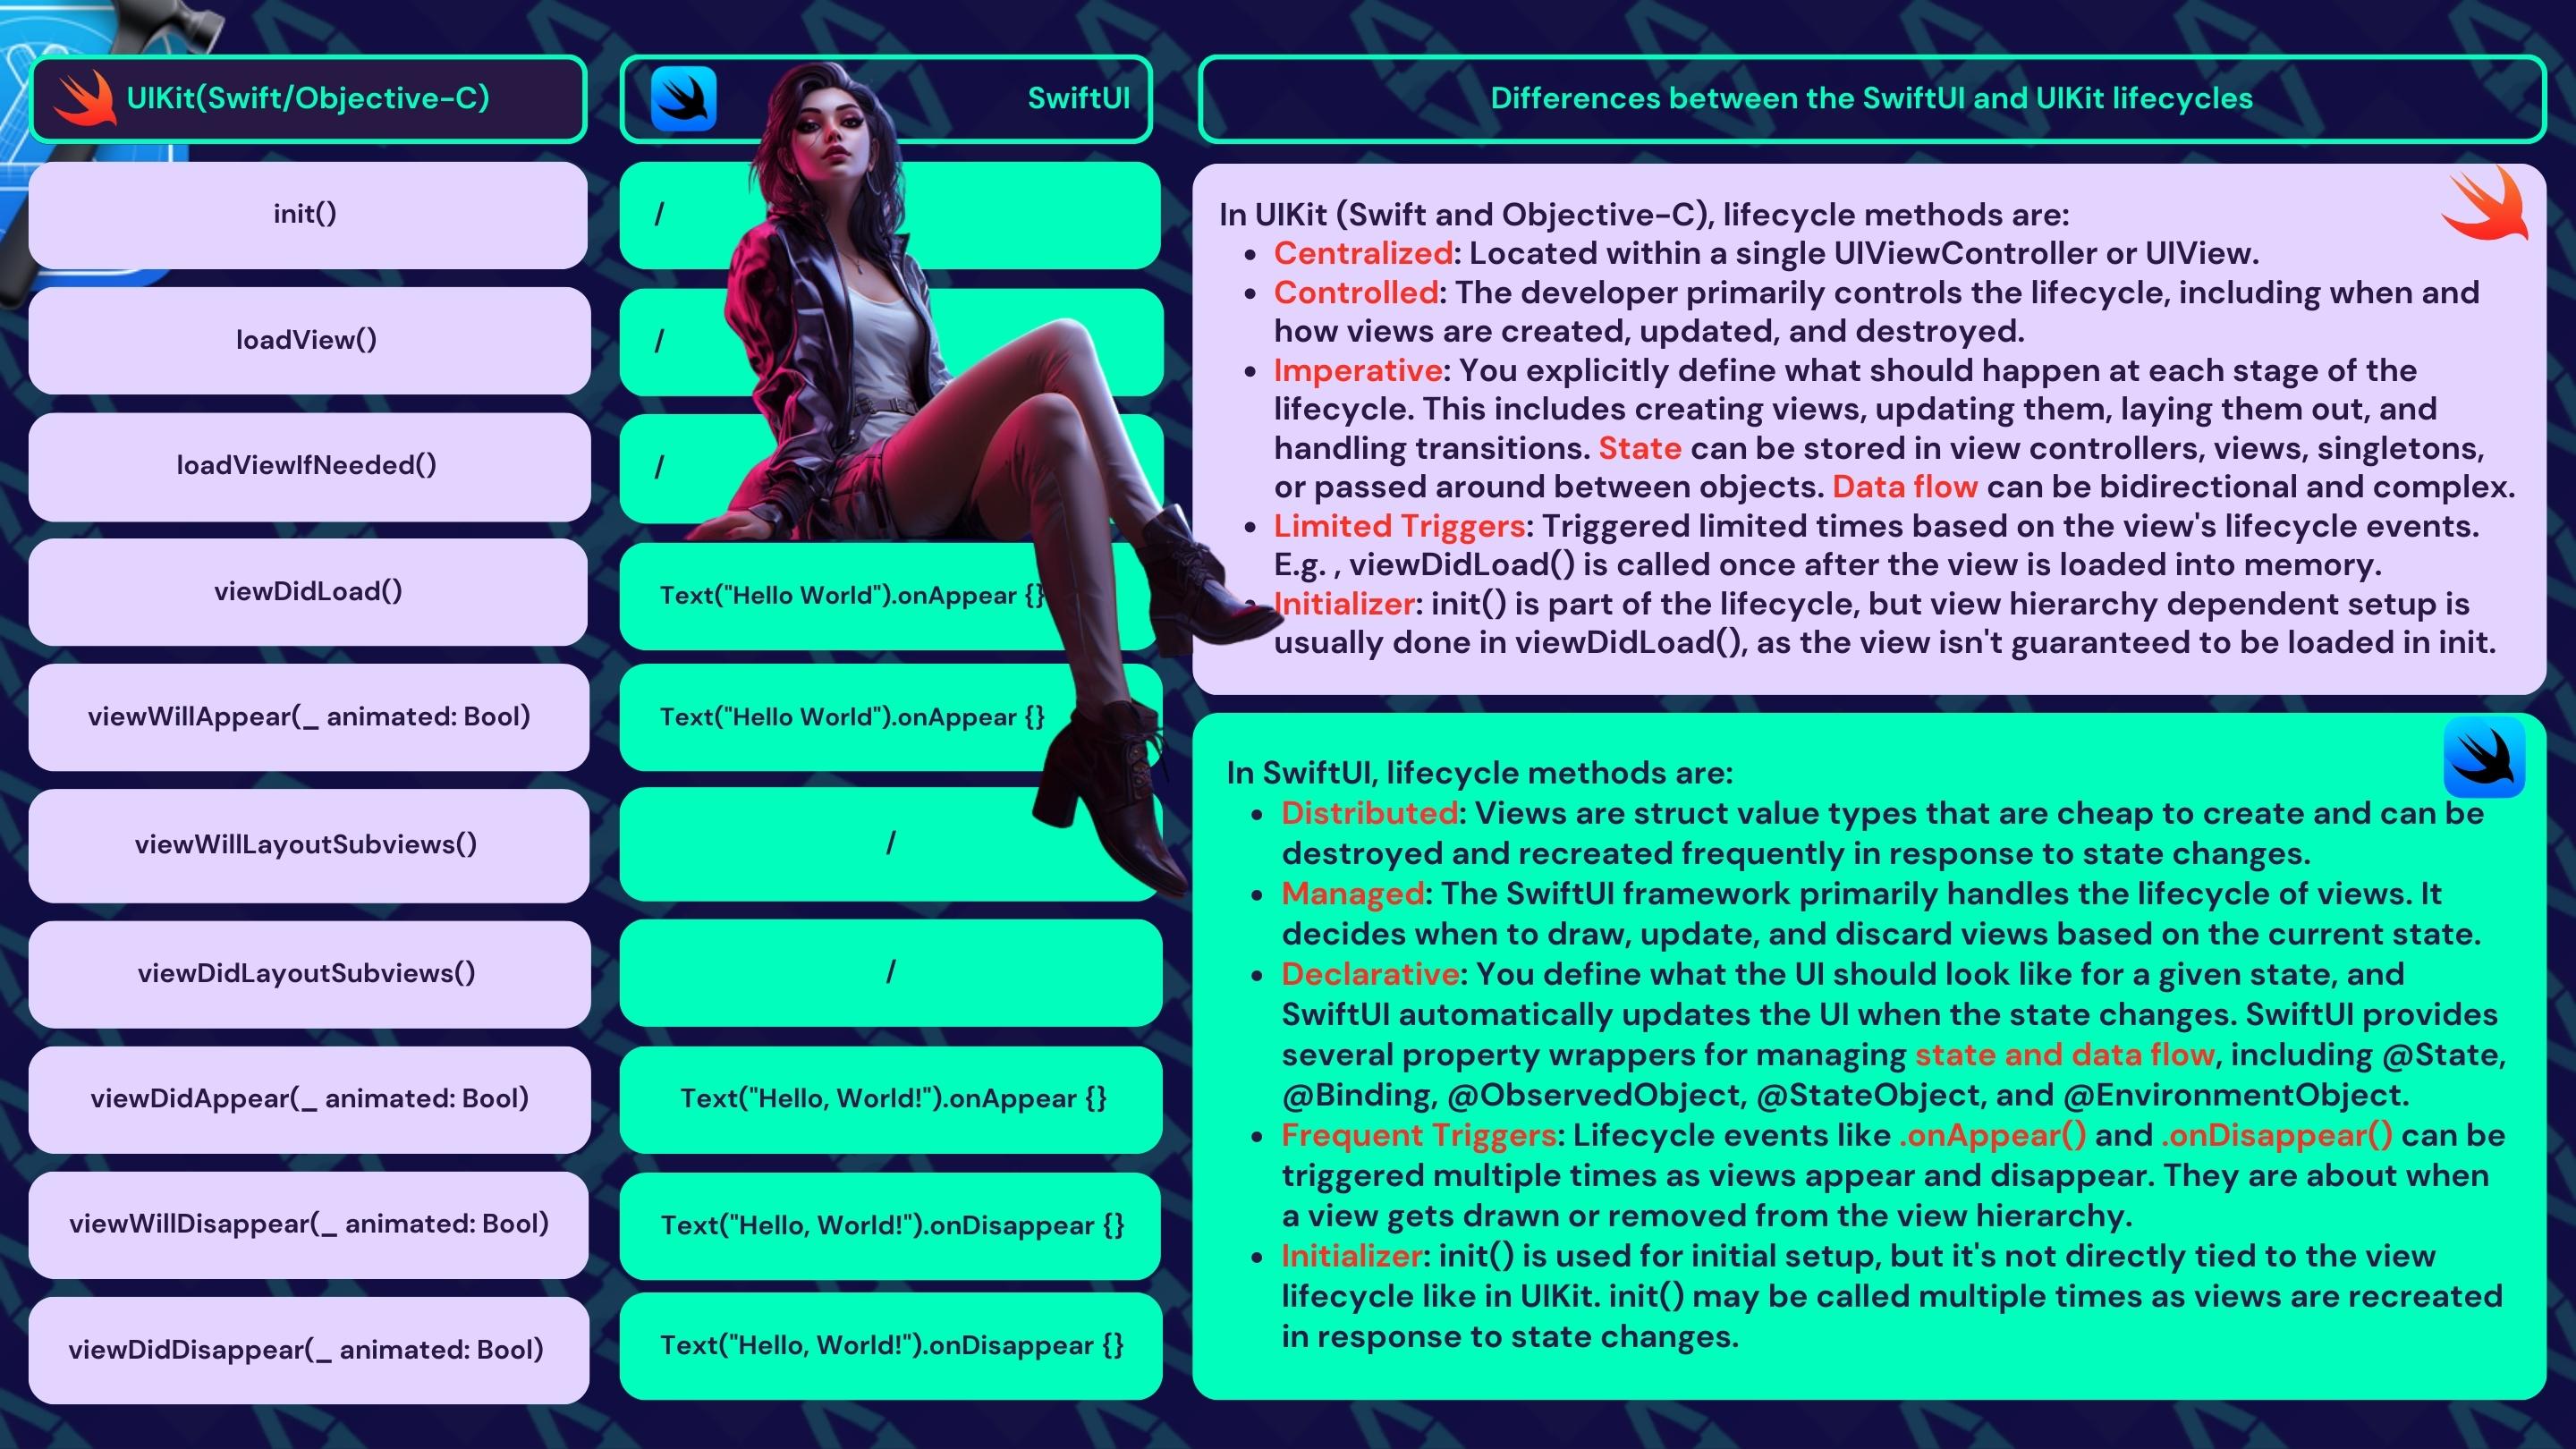 UIKit(Swift/Objective-C)
init()
loadView()
loadViewIfNeeded()
viewDidLoad()
viewWillAppear(_ animated: Bool)
viewWillLayoutSubviews()
viewDidLayoutSubviews()
viewDidAppear(_ animated: Bool)
viewWillDisappear(_ animated: Bool)
viewDidDisappear(_ animated: Bool)
SwiftUI
/
/
/
Text("Hello World").onAppear {}
Text("Hello World").onAppear {}
/
/
Text("Hello, World!").onAppear {}
Text("Hello, World!").onDisappear {}
Text("Hello, World!").onDisappear {}
Differences between the SwiftUI and UIKit lifecycles
In UIKit (Swift and Objective-C), lifecycle methods are:
• Centralized: Located within a single UIViewController or UIView.
• Controlled: The developer primarily controls the lifecycle, including when and
how views are created, updated, and destroyed.
• Imperative: You explicitly define what should happen at each stage of the
lifecycle. This includes creating views, updating them, laying them out, and
handling transitions. State can be stored in view controllers, views, singletons,
or passed around between objects. Data flow can be bidirectional and complex.
• Limited Triggers: Triggered limited times based on the view's lifecycle events.
E.g. , viewDidLoad() is called once after the view is loaded into memory.
• Initializer: init() is part of the lifecycle, but view hierarchy dependent setup is
usually done in viewDidLoad(), as the view isn't guaranteed to be loaded in init.
In SwiftUI, lifecycle methods are:
• Distributed: Views are struct value types that are cheap to create and can be
destroyed and recreated frequently in response to state changes.
• Managed: The SwiftUI framework primarily handles the lifecycle of views. It
decides when to draw, update, and discard views based on the current state.
• Declarative: You define what the UI should look like for a given state, and
SwiftUI automatically updates the UI when the state changes. SwiftUI provides
several property wrappers for managing state and data flow, including @State,
@Binding, @ObservedObject, @StateObject, and @EnvironmentObject.
• Frequent Triggers: Lifecycle events like .onAppear() and .onDisappear() can be
triggered multiple times as views appear and disappear. They are about when
a view gets drawn or removed from the view hierarchy.
• Initializer: init() is used for initial setup, but it's not directly tied to the view
lifecycle like in UIKit. init() may be called multiple times as views are recreated
in response to state changes.